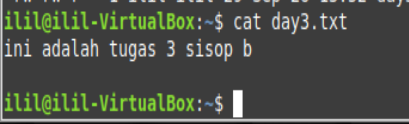 ilil@ilil-VirtualBox:~$ cat day3.txt
ini adalah tugas 3 sisop b
ilil@ilil-VirtualBox:~$